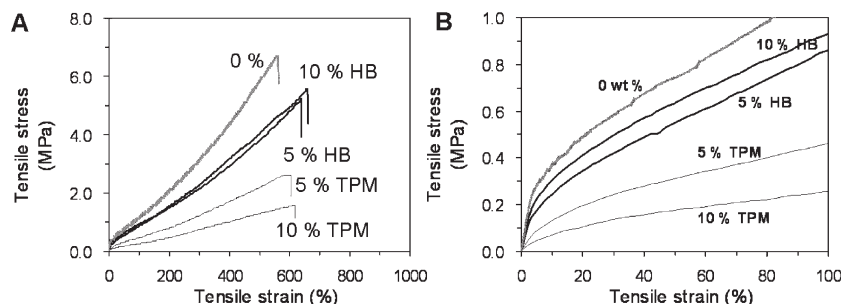 A
Tensile stress
(MPa)
8.0
6.0
4.0
2.0
0.0
0 %
10 % HB
5 % HB
5 % TPM
10 % TPM
0 200 400 600 800 1000
Tensile strain (%)
B
Tensile stress
(MPa)
1.0
0.8
0.6
0.4
0.2
0.0
0 wt %
10 % HB
5 % HB
5 % TPM
10 % TPM
0 20 40 60 80 100
Tensile strain (%)